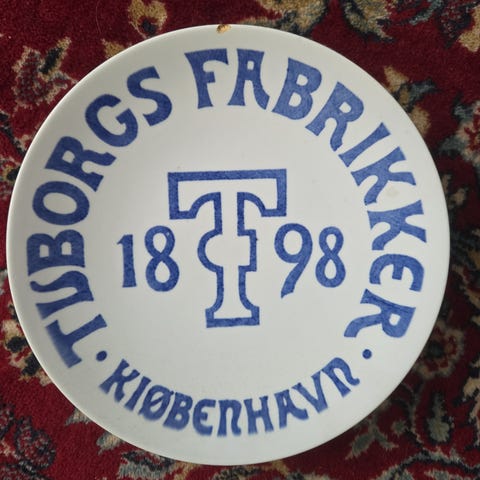 TUBORGS FABRIKKER
18 T 98
· KIØBENHAVN ·